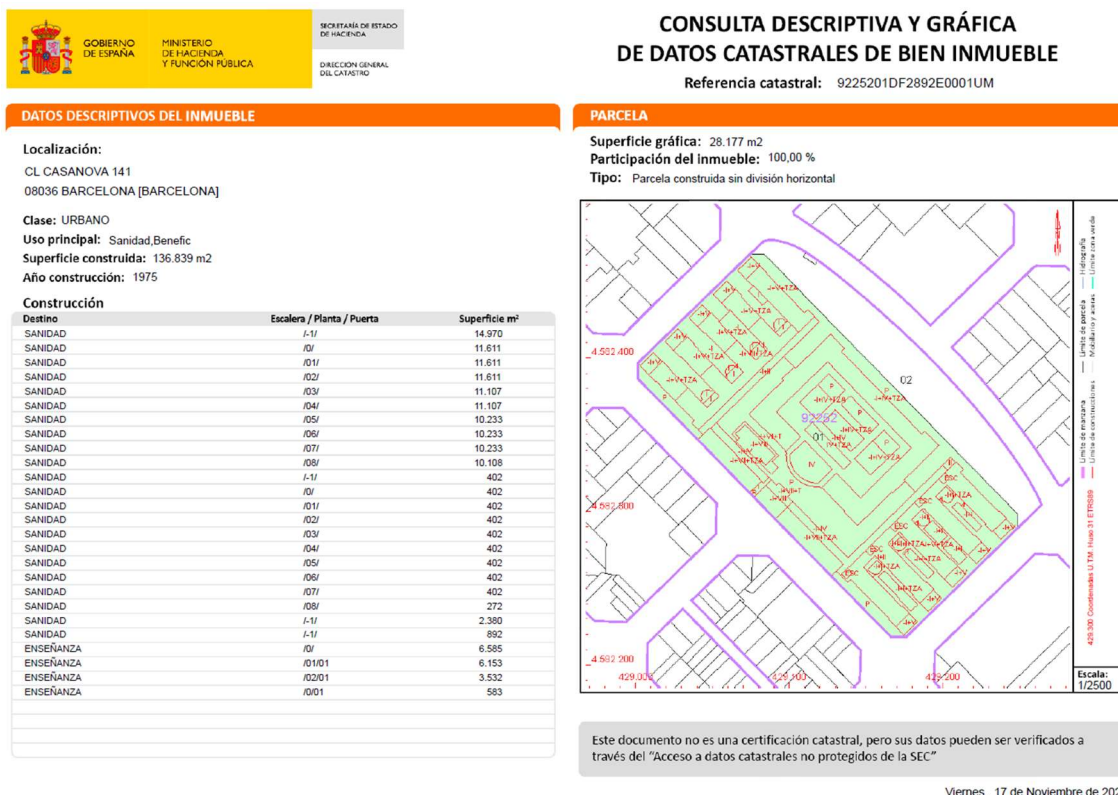 GOBIERNO
DE ESPAÑA
MINISTERIO
DE HACIENDA
Y FUNCIÓN PÚBLICA
SECRETARÍA DE ESTADO
DE HACIENDA
DIRECCIÓN GENERAL
DEL CATASTRO
CONSULTA DESCRIPTIVA Y GRÁFICA
DE DATOS CATASTRALES DE BIEN INMUEBLE
Referencia catastral: 9225201DF2892E0001UM
DATOS DESCRIPTIVOS DEL INMUEBLE
Localización:
CL CASANOVA 141
08036 BARCELONA [BARCELONA]
Clase: URBANO
Uso principal: Sanidad,Benefic
Superficie construida: 136.839 m2
Año construcción: 1975
Construcción
Destino Escalera / Planta / Puerta Superficie m²
SANIDAD /-1/ 14.970
SANIDAD /0/ 11.611
SANIDAD /01/ 11.611
SANIDAD /02/ 11.611
SANIDAD /03/ 11.107
SANIDAD /04/ 11.107
SANIDAD /05/ 10.233
SANIDAD /06/ 10.233
SANIDAD /07/ 10.233
SANIDAD /08/ 10.108
SANIDAD /-1/ 402
SANIDAD /0/ 402
SANIDAD /01/ 402
SANIDAD /02/ 402
SANIDAD /03/ 402
SANIDAD /04/ 402
SANIDAD /05/ 402
SANIDAD /06/ 402
SANIDAD /07/ 402
SANIDAD /08/ 272
SANIDAD /-1/ 2.380
SANIDAD /-1/ 892
ENSEÑANZA /0/ 6.585
ENSEÑANZA /01/01 6.153
ENSEÑANZA /02/01 3.532
ENSEÑANZA /0/01 583
PARCELA
Superficie gráfica: 28.177 m2
Participación del inmueble: 100,00 %
Tipo: Parcela construida sin división horizontal
4.592.400
02
92252
01
4.592.200
429.100
429.200
Límite de manzana
Límite de parcela
Límite de construcciones
Mobiliario y aceras
Límite zona verde
Hidrografía
429.300 Coordenadas U.T.M. Huso 31 ETRS89
Escala:
1/2500
Este documento no es una certificación catastral, pero sus datos pueden ser verificados a
través del "Acceso a datos catastrales no protegidos de la SEC"
Viernes , 17 de Noviembre de